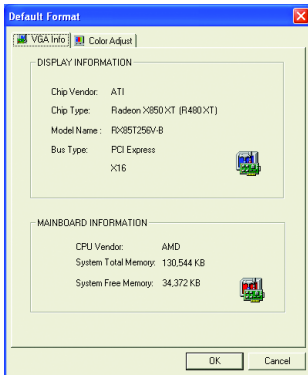 Default Format
VGA Info Color Adjust
DISPLAY INFORMATION
Chip Vendor: ATI
Chip Type: Radeon X850 XT (R480 XT)
Model Name : RX85T256V-B
Bus Type: PCI Express
X16
MAINBOARD INFORMATION
CPU Vendor: AMD
System Total Memory: 130,544 KB
System Free Memory: 34,372 KB
OK Cancel